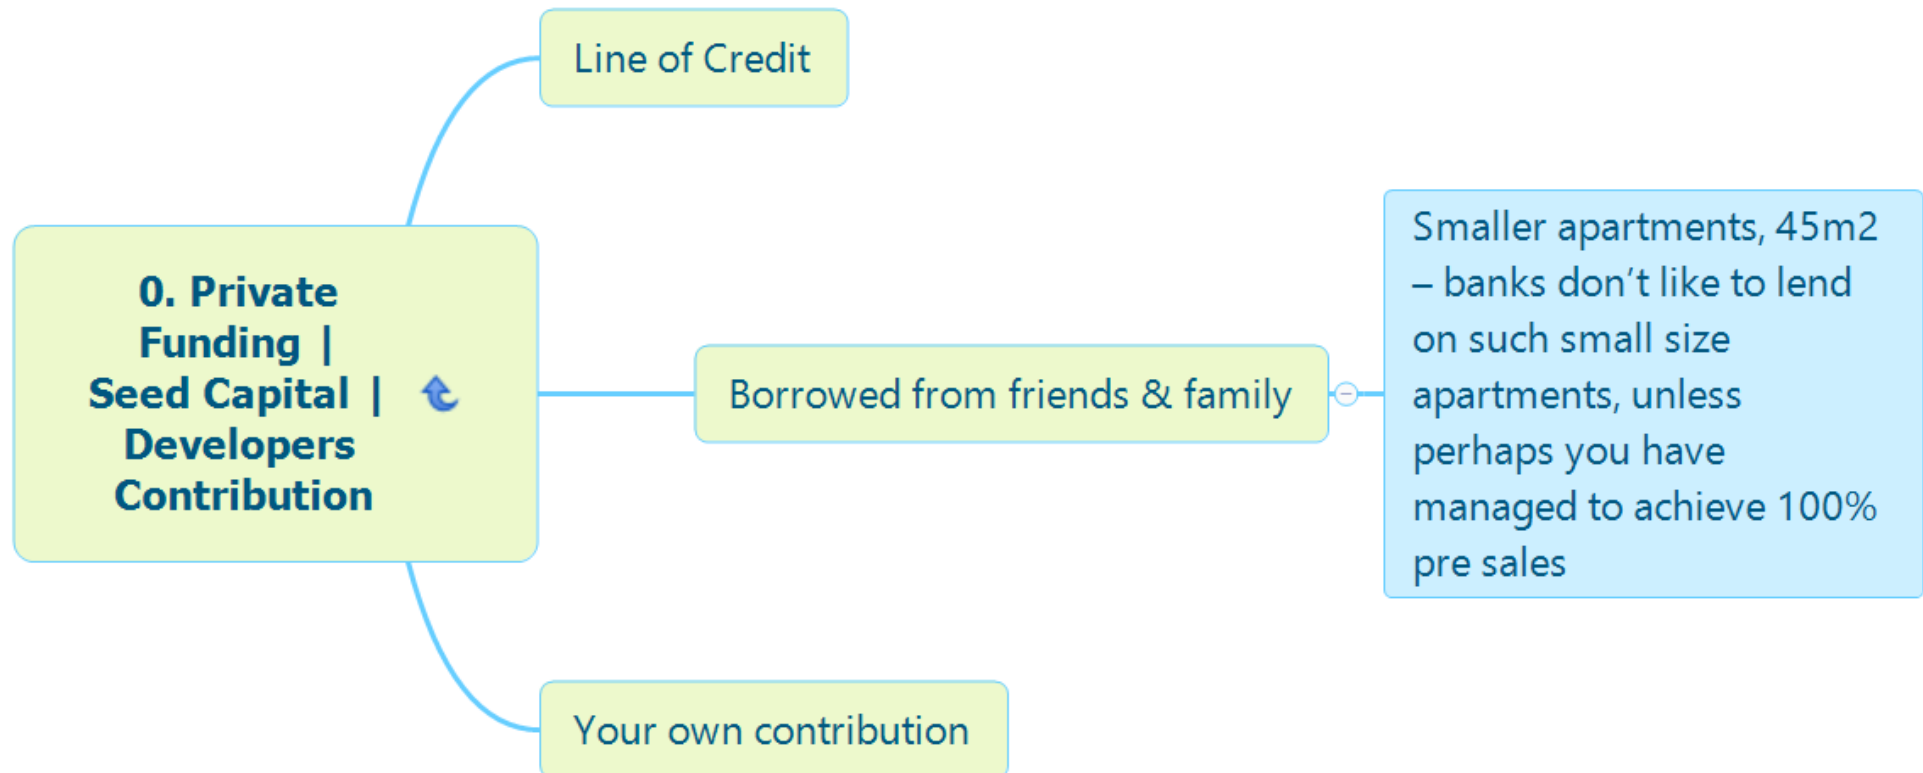 Line of Credit
0. Private
Funding |
Seed Capital |
Developers
Contribution
Borrowed from friends & family
Smaller apartments, 45m2
– banks don’t like to lend
on such small size
apartments, unless
perhaps you have
managed to achieve 100%
pre sales
Your own contribution